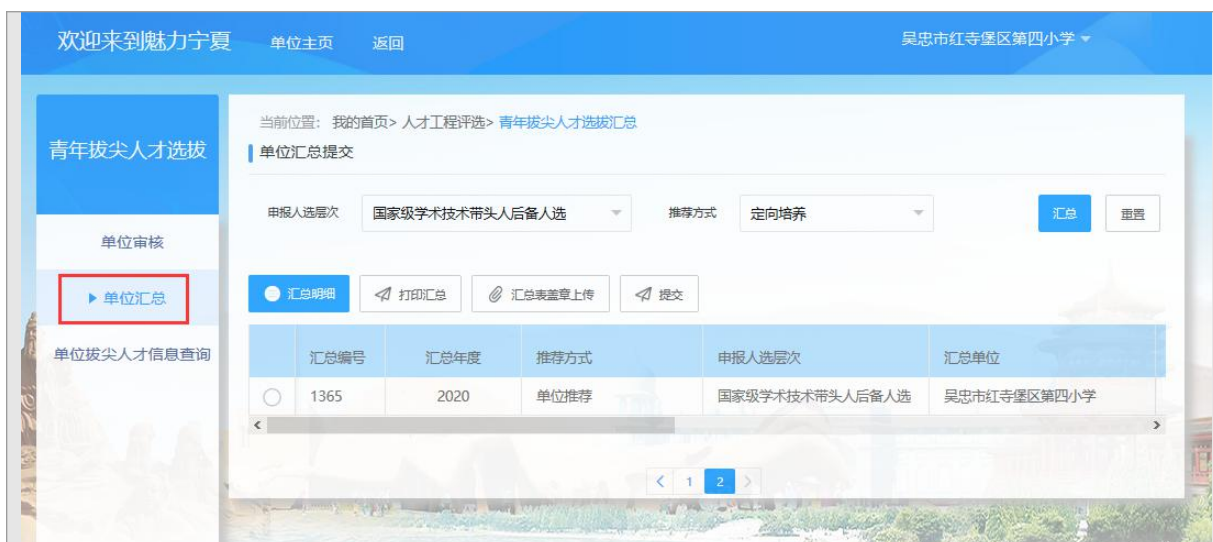 欢迎来到魅力宁夏 单位主页 返回 吴忠市红寺堡区第四小学
青年拔尖人才选拔
单位审核
单位汇总
单位拔尖人才信息查询
当前位置: 我的首页> 人才工程评选> 青年拔尖人才选拔汇总
单位汇总提交
申报人选层次 国家级学术技术带头人后备人选 推荐方式 定向培养 汇总 重置
汇总明细 打印汇总 汇总表盖章上传 提交
汇总编号 汇总年度 推荐方式 申报人选层次 汇总单位
1365 2020 单位推荐 国家级学术技术带头人后备人选 吴忠市红寺堡区第四小学
< 1 2 >